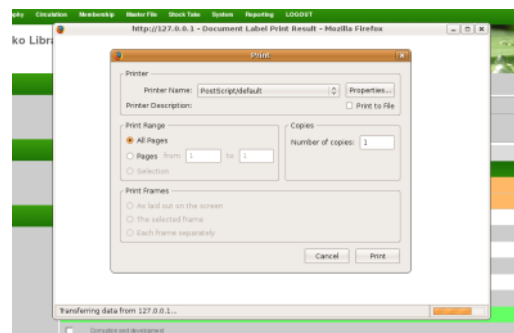 Circulation Membership Master File Stock Take System Reporting LOGOUT
http://127.0.0.1 - Document Label Print Result - Mozilla Firefox
Print
Printer
Printer Name: PostScript/default Properties...
Printer Description: Print to File
Print Range Copies
All Pages Number of copies: 1
Pages from: 1 to: 1
Selection
Print Frames
As laid out on the screen
The selected frame
Each frame separately
Cancel Print
Transferring data from 127.0.0.1...
Corruption and development